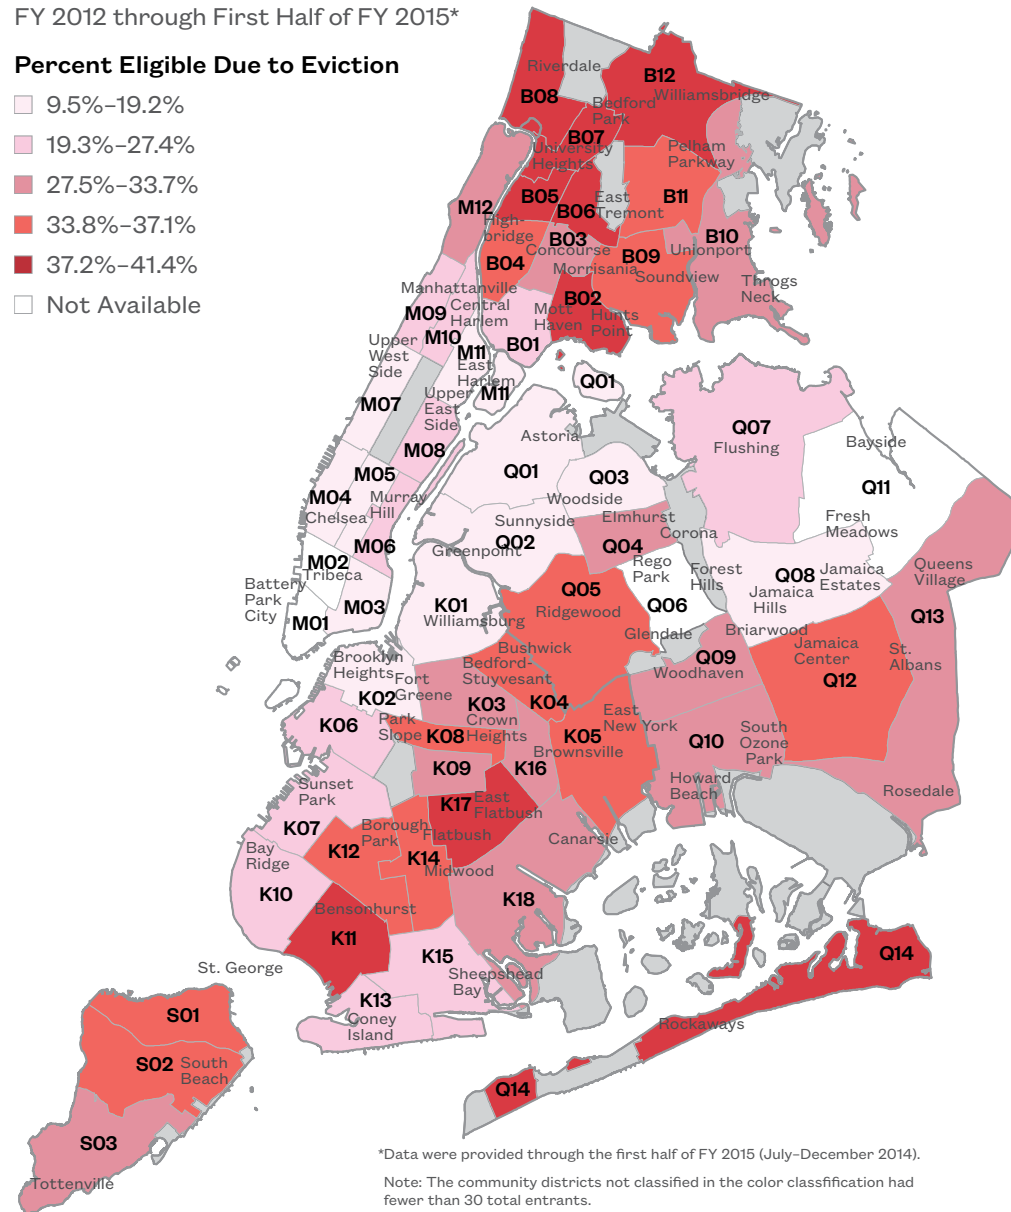 FY 2012 through First Half of FY 2015*
Percent Eligible Due to Eviction
9.5%–19.2%
19.3%–27.4%
27.5%–33.7%
33.8%–37.1%
37.2%–41.4%
Not Available
Riverdale
B12
Williamsbridge
B08
Bedford
Park
B07
University
Heights
Pelham
Parkway
B05
B06
East
Tremont
B11
M12
High-
bridge
B03
Concourse
B10
Unionport
B04
Morrisania
B09
Soundview
Throgs
Neck
Manhattanville
B02
Mott
Haven
Hunts
Point
M09
Central
Harlem
M10
B01
Upper
West
Side
M11
East
Harlem
M11
Q01
M07
Upper
East
Side
M08
Astoria
Q07
Flushing
Bayside
M05
Q01
Q03
Q11
M04
Chelsea
Murray
Hill
Woodside
Fresh
Meadows
M06
Sunnyside
Q02
Elmhurst
Q04
Corona
Greenpoint
M02
Tribeca
Rego
Park
Forest
Hills
Q08
Jamaica
Hills
Jamaica
Estates
Queens
Village
Battery
Park
City
M03
M01
K01
Williamsburg
Q05
Ridgewood
Q06
Glendale
Briarwood
Q13
Brooklyn
Heights
Bushwick
Bedford-
Stuyvesant
Q09
Woodhaven
Jamaica
Center
Q12
St.
Albans
K02
Fort
Greene
K03
Crown
Heights
K04
K06
Park
Slope
K08
East
New York
K05
Brownsville
Q10
South
Ozone
Park
K09
K16
Howard
Beach
Rosedale
Sunset
Park
K17
East
Flatbush
K07
Borough
Park
Flatbush
Canarsie
Bay
Ridge
K12
K14
Midwood
K10
K18
Bensonhurst
K11
K15
Q14
St. George
Sheepshead
Bay
K13
Coney
Island
S01
Rockaways
S02
South
Beach
Q14
S03
Tottenville
*Data were provided through the first half of FY 2015 (July–December 2014).
Note: The community districts not classified in the color classfification had
fewer than 30 total entrants.